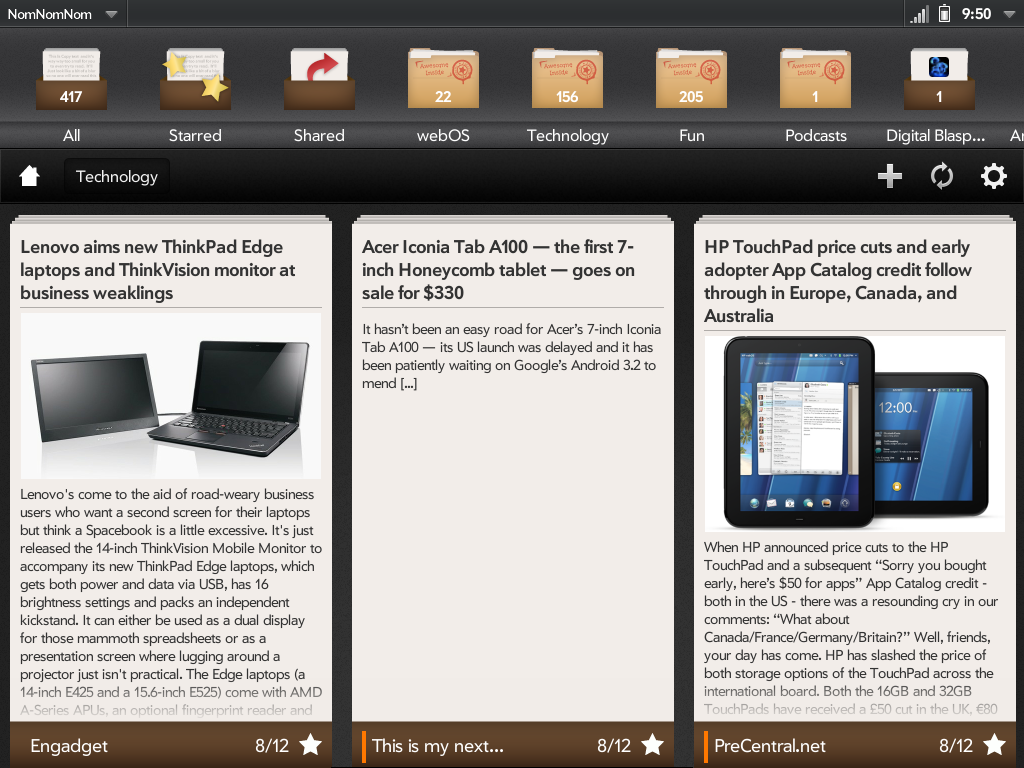 NomNomNom
9:50
417
22
156
205
1
1
All
Starred
Shared
webOS
Technology
Fun
Podcasts
Digital Blasp...
Technology
Lenovo aims new ThinkPad Edge
laptops and ThinkVision monitor at
business weaklings
Lenovo's come to the aid of road-weary business
users who want a second screen for their laptops
but think a Spacebook is a little excessive. It's just
released the 14-inch ThinkVision Mobile Monitor to
accompany its new ThinkPad Edge laptops, which
gets both power and data via USB, has 16
brightness settings and packs an independent
kickstand. It can either be used as a dual display
for those mammoth spreadsheets or as a
presentation screen where lugging around a
projector just isn't practical. The Edge laptops (a
14-inch E425 and a 15.6-inch E525) come with AMD
A-Series APUs, an optional fingerprint reader and
Engadget
8/12
Acer Iconia Tab A100 — the first 7-
inch Honeycomb tablet — goes on
sale for $330
It hasn’t been an easy road for Acer’s 7-inch Iconia
Tab A100 — its US launch was delayed and it has
been patiently waiting on Google’s Android 3.2 to
mend [...]
This is my next...
8/12
HP TouchPad price cuts and early
adopter App Catalog credit follow
through in Europe, Canada, and
Australia
12:00
When HP announced price cuts to the HP
TouchPad and a subsequent “Sorry you bought
early, here’s $50 for apps” App Catalog credit -
both in the US - there was a resounding cry in our
comments: “What about
Canada/France/Germany/Britain?” Well, friends,
your day has come. HP has slashed the price of
both storage options of the TouchPad across the
international board. Both the 16GB and 32GB
TouchPads have received a £50 cut in the UK, €80
PreCentral.net
8/12